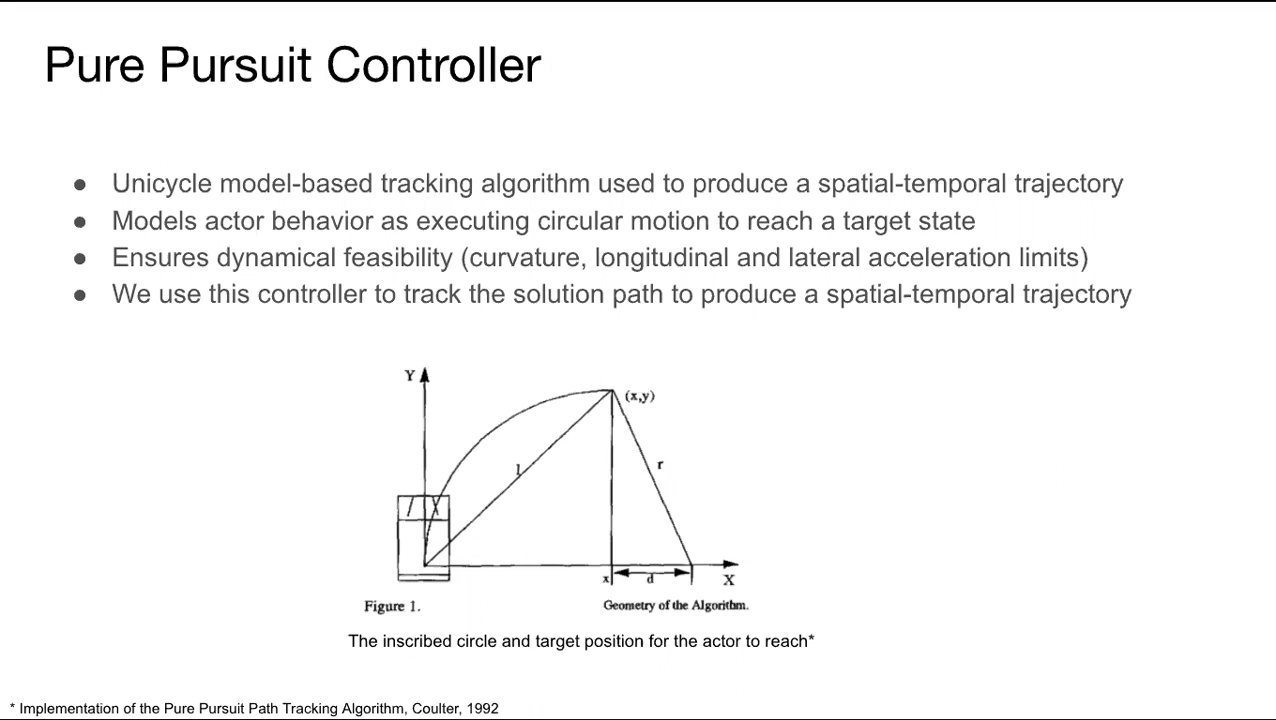 Pure Pursuit Controller
● Unicycle model-based tracking algorithm used to produce a spatial-temporal trajectory
● Models actor behavior as executing circular motion to reach a target state
● Ensures dynamical feasibility (curvature, longitudinal and lateral acceleration limits)
● We use this controller to track the solution path to produce a spatial-temporal trajectory
Y
(x,y)
l
r
x
d
X
Figure 1.
Geometry of the Algorithm.
The inscribed circle and target position for the actor to reach*
* Implementation of the Pure Pursuit Path Tracking Algorithm, Coulter, 1992